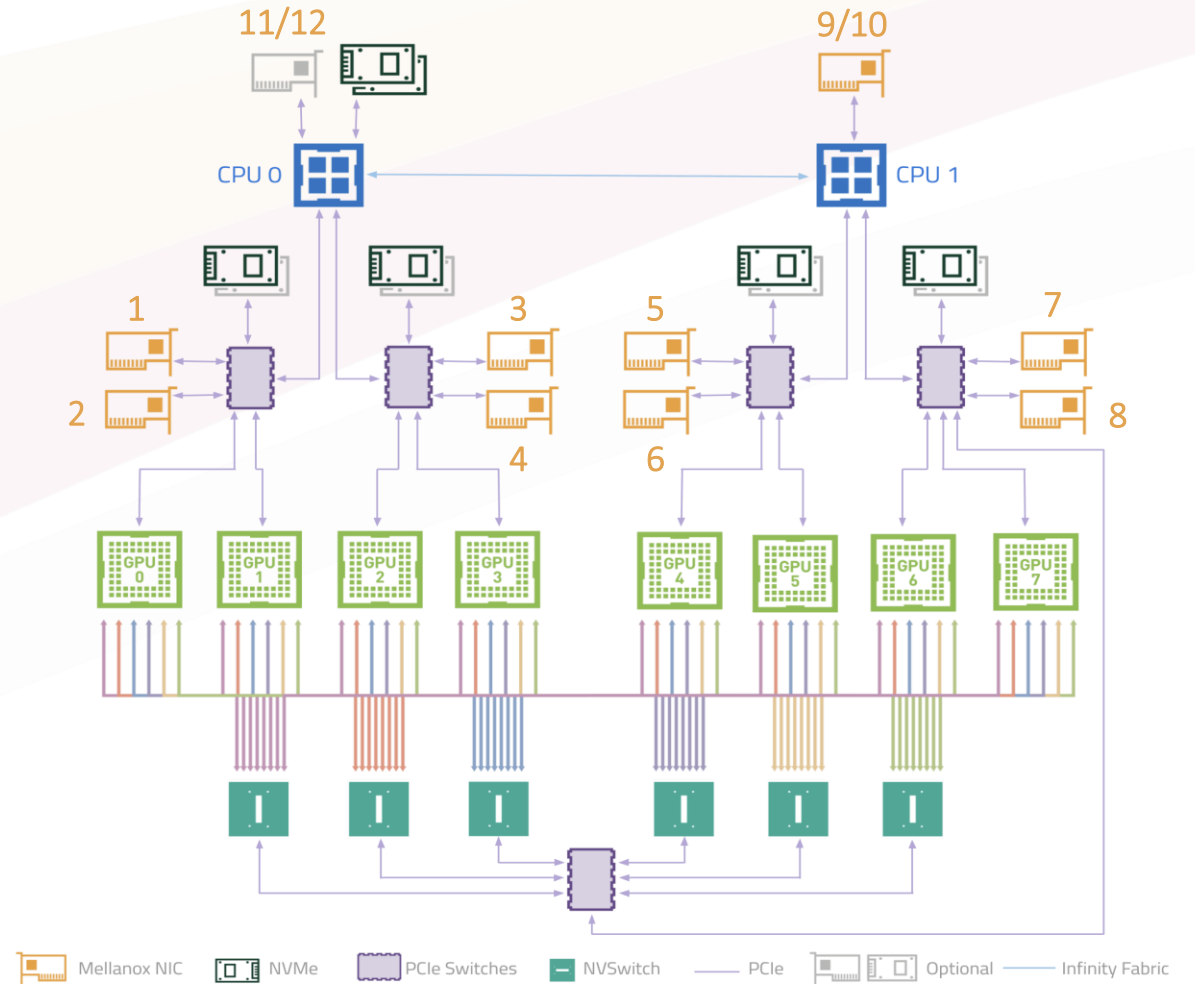 11/12
9/10
CPU 0
CPU 1
1
3
5
7
2
4
6
8
GPU
0
GPU
1
GPU
2
GPU
3
GPU
4
GPU
5
GPU
6
GPU
7
Mellanox NIC
NVMe
PCIe Switches
NVSwitch
PCIe
Optional
Infinity Fabric